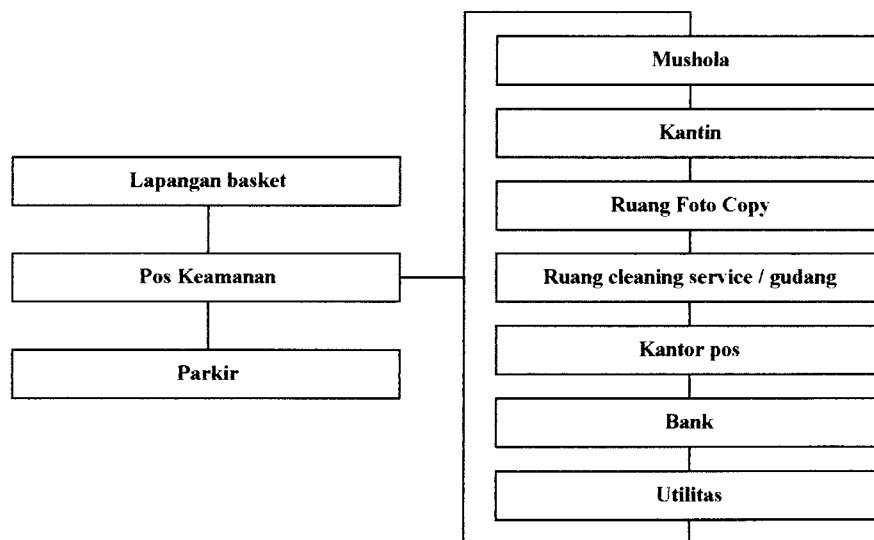 Lapangan basket
Pos Keamanan
Parkir
Mushola
Kantin
Ruang Foto Copy
Ruang cleaning service / gudang
Kantor pos
Bank
Utilitas